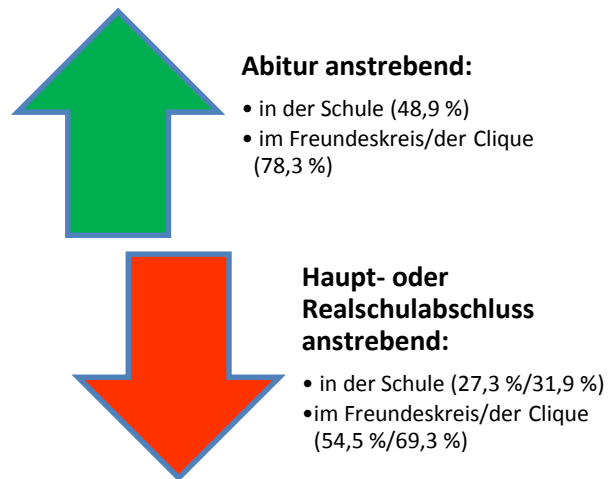 Abitur anstrebend:
• in der Schule (48,9 %)
• im Freundeskreis/der Clique
(78,3 %)
Haupt- oder
Realschulabschluss
anstrebend:
• in der Schule (27,3 %/31,9 %)
•im Freundeskreis/der Clique
(54,5 %/69,3 %)